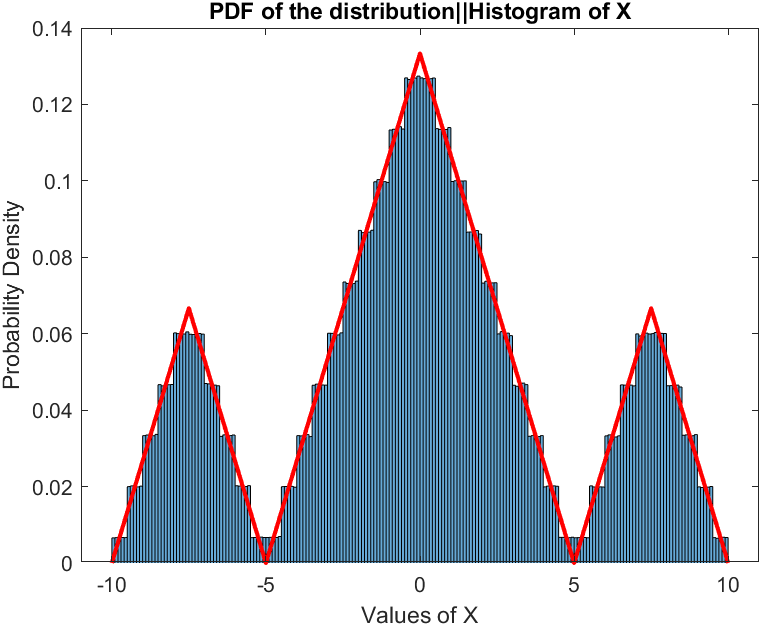 PDF of the distribution||Histogram of X
0.14
0.12
0.1
0.08
0.06
0.04
0.02
0
Probability Density
-10 -5 0 5 10
Values of X